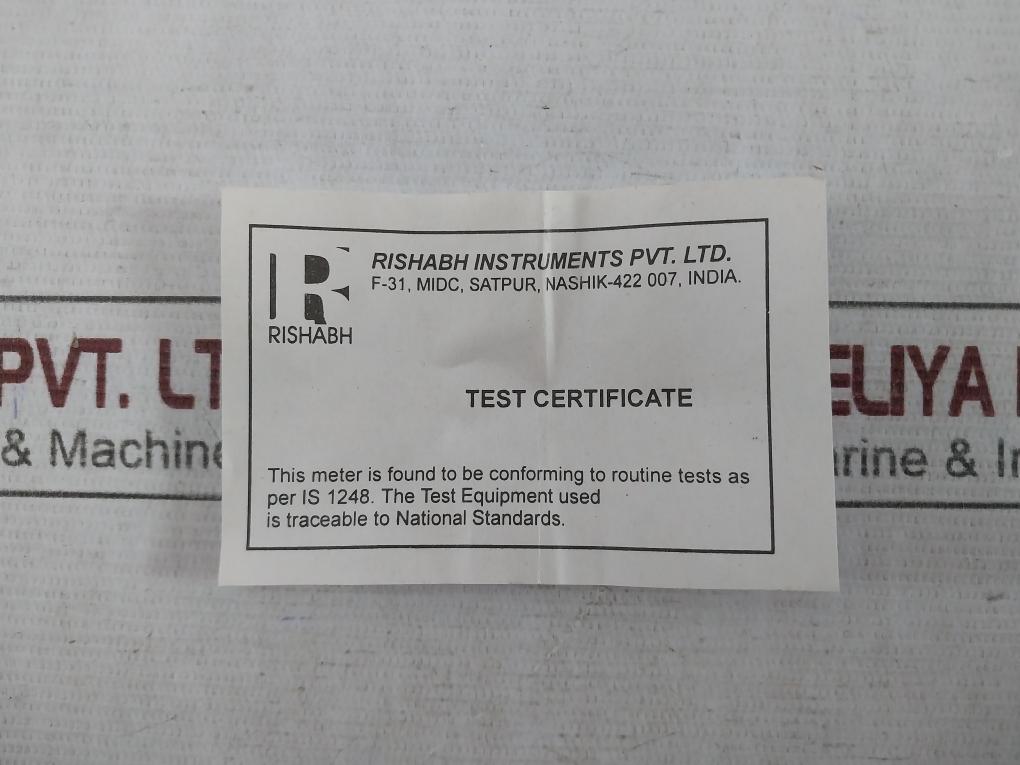 RISHABH INSTRUMENTS PVT. LTD.
F-31, MIDC, SATPUR, NASHIK-422 007, INDIA.
RISHABH
TEST CERTIFICATE
This meter is found to be conforming to routine tests as
per IS 1248. The Test Equipment used
is traceable to National Standards.
PVT. LT
ELIYA
& Machine
rine & In